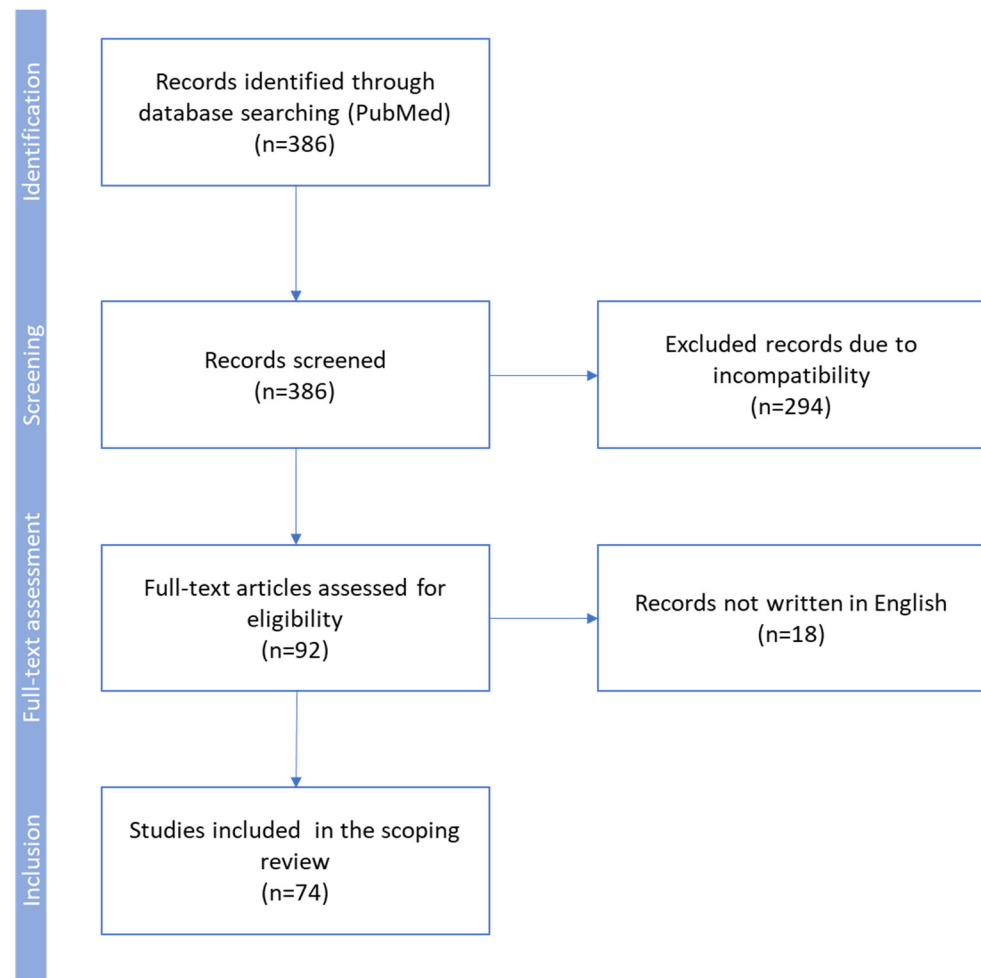 Identification
Records identified through
database searching (PubMed)
(n=386)
Screening
Records screened
(n=386)
Excluded records due to
incompatibility
(n=294)
Full-text assessment
Full-text articles assessed for
eligibility
(n=92)
Records not written in English
(n=18)
Inclusion
Studies included in the scoping
review
(n=74)